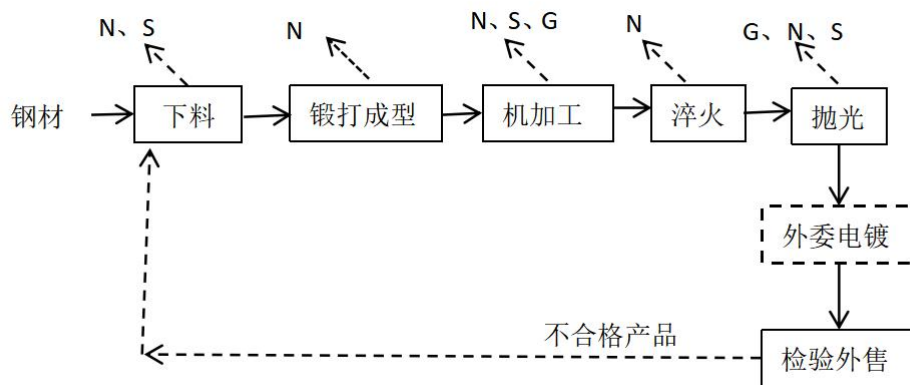 N、S
N
N、S、G
N
G、N、S
钢材
下料
锻打成型
机加工
淬火
抛光
外委电镀
不合格产品
检验外售